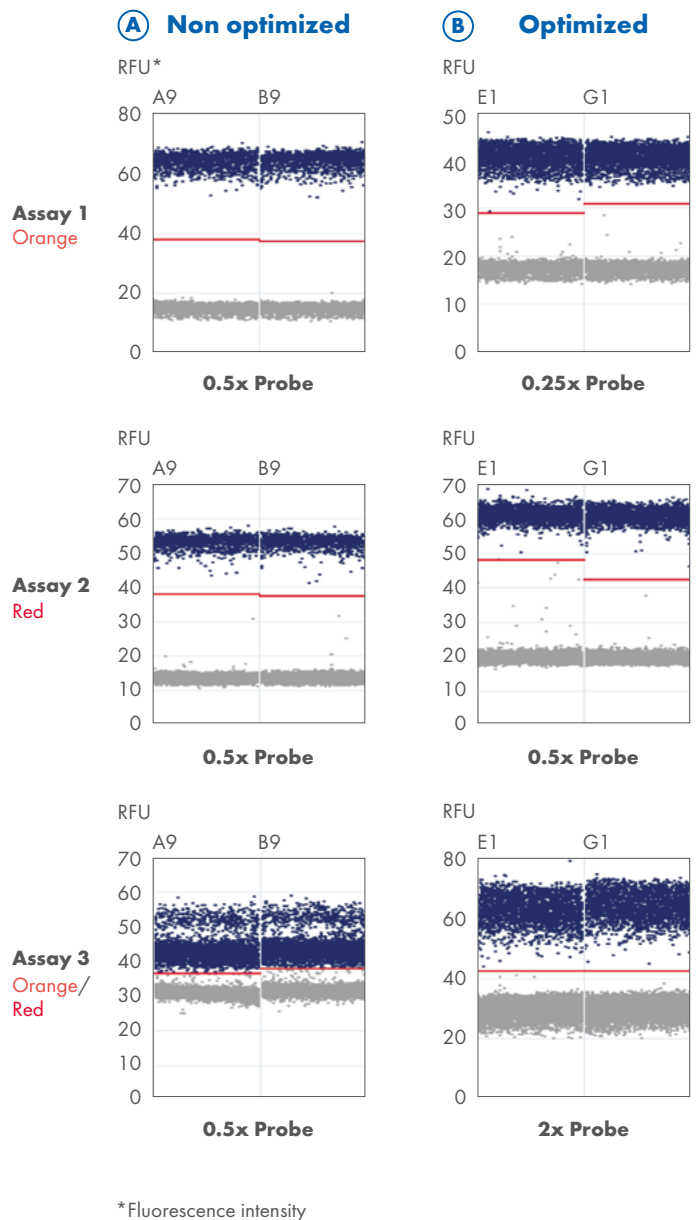 A Non optimized
B Optimized
RFU*
RFU
A9 B9
E1 G1
80
60
40
20
0
50
40
30
20
10
0
Assay 1
Orange
0.5x Probe
0.25x Probe
RFU
RFU
A9 B9
E1 G1
70
60
50
40
30
20
10
0
70
60
50
40
30
20
10
0
Assay 2
Red
0.5x Probe
0.5x Probe
RFU
RFU
A9 B9
E1 G1
70
60
50
40
30
20
10
0
80
60
40
20
0
Assay 3
Orange/
Red
0.5x Probe
2x Probe
*Fluorescence intensity